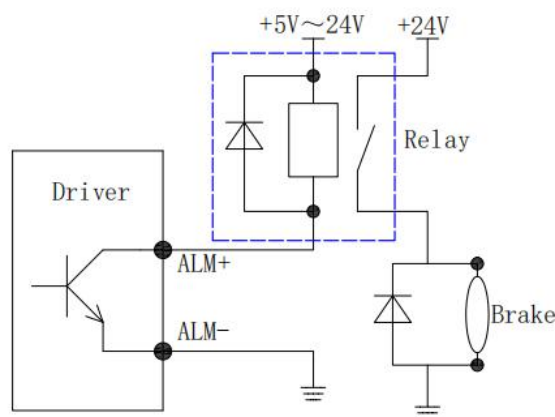 +5V～24V
+24V
Relay
Driver
ALM+
ALM-
Brake